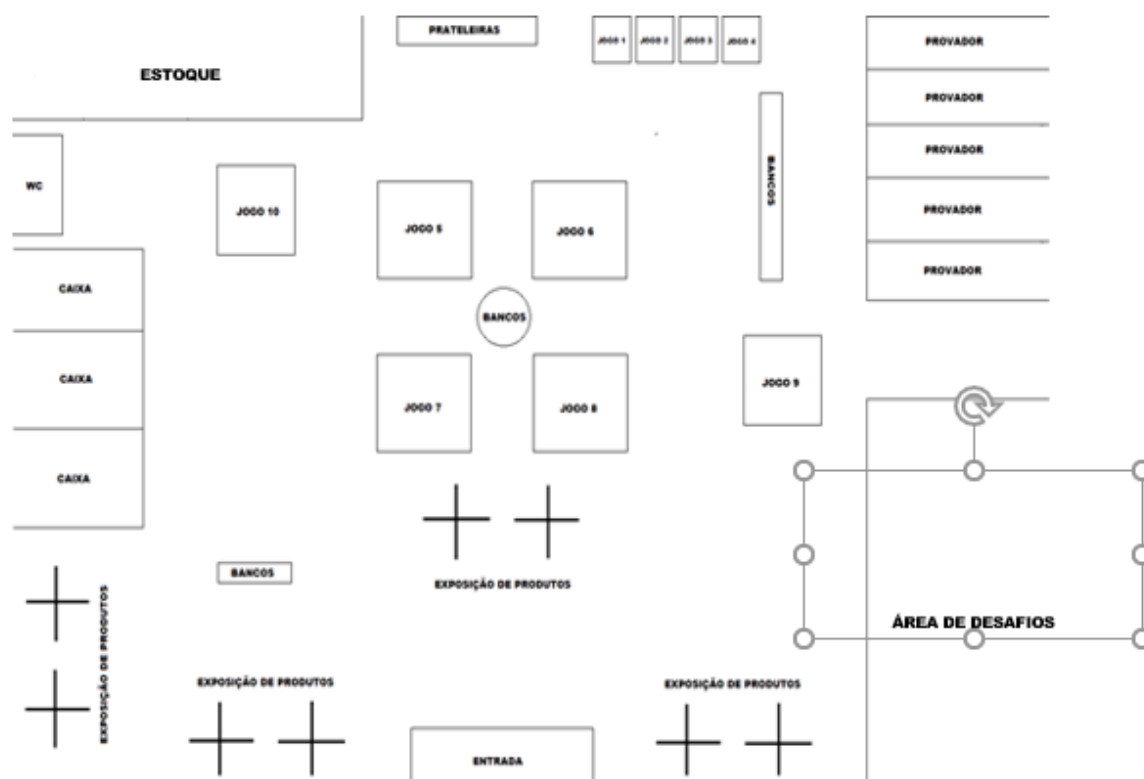 PRATELEIRAS
JOGO 1
JOGO 2
JOGO 3
JOGO 4
PROVADOR
ESTOQUE
PROVADOR
PROVADOR
BANCOS
WC
JOGO 10
JOGO 5
JOGO 6
PROVADOR
PROVADOR
CAIXA
BANCOS
CAIXA
JOGO 7
JOGO 8
JOGO 9
CAIXA
BANCOS
EXPOSIÇÃO DE PRODUTOS
EXPOSIÇÃO DE PRODUTOS
ÁREA DE DESAFIOS
EXPOSIÇÃO DE PRODUTOS
EXPOSIÇÃO DE PRODUTOS
ENTRADA